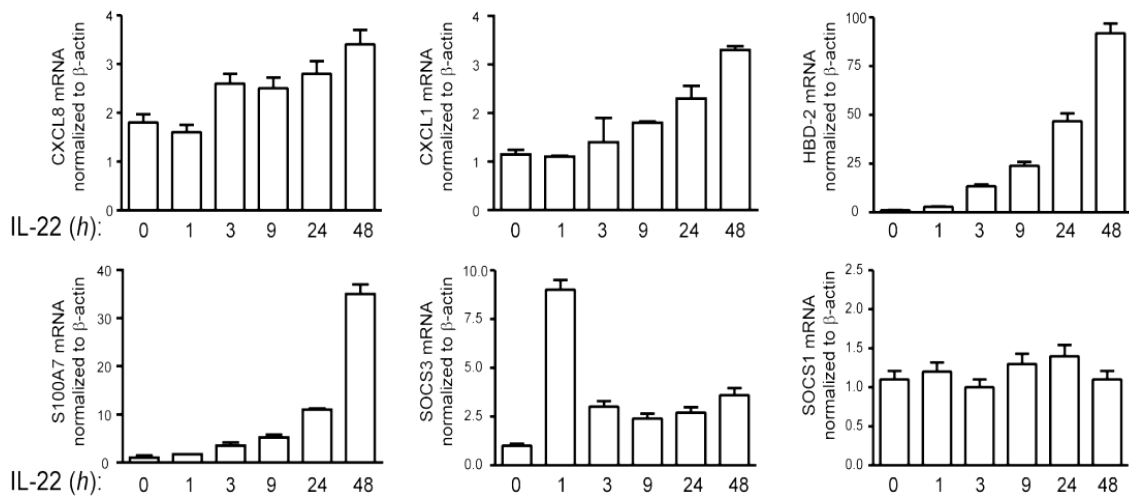 CXCL8 mRNA
normalized to β-actin
4
3
2
1
0
CXCL1 mRNA
normalized to β-actin
4
3
2
1
0
HBD-2 mRNA
normalized to β-actin
100
75
50
25
0
IL-22 (h): 0 1 3 9 24 48
0 1 3 9 24 48
0 1 3 9 24 48
S100A7 mRNA
normalized to β-actin
40
30
20
10
0
SOCS3 mRNA
normalized to β-actin
10.0
7.5
5.0
2.5
0.0
SOCS1 mRNA
normalized to β-actin
2.5
2.0
1.5
1.0
0.5
0.0
IL-22 (h): 0 1 3 9 24 48
0 1 3 9 24 48
0 1 3 9 24 48